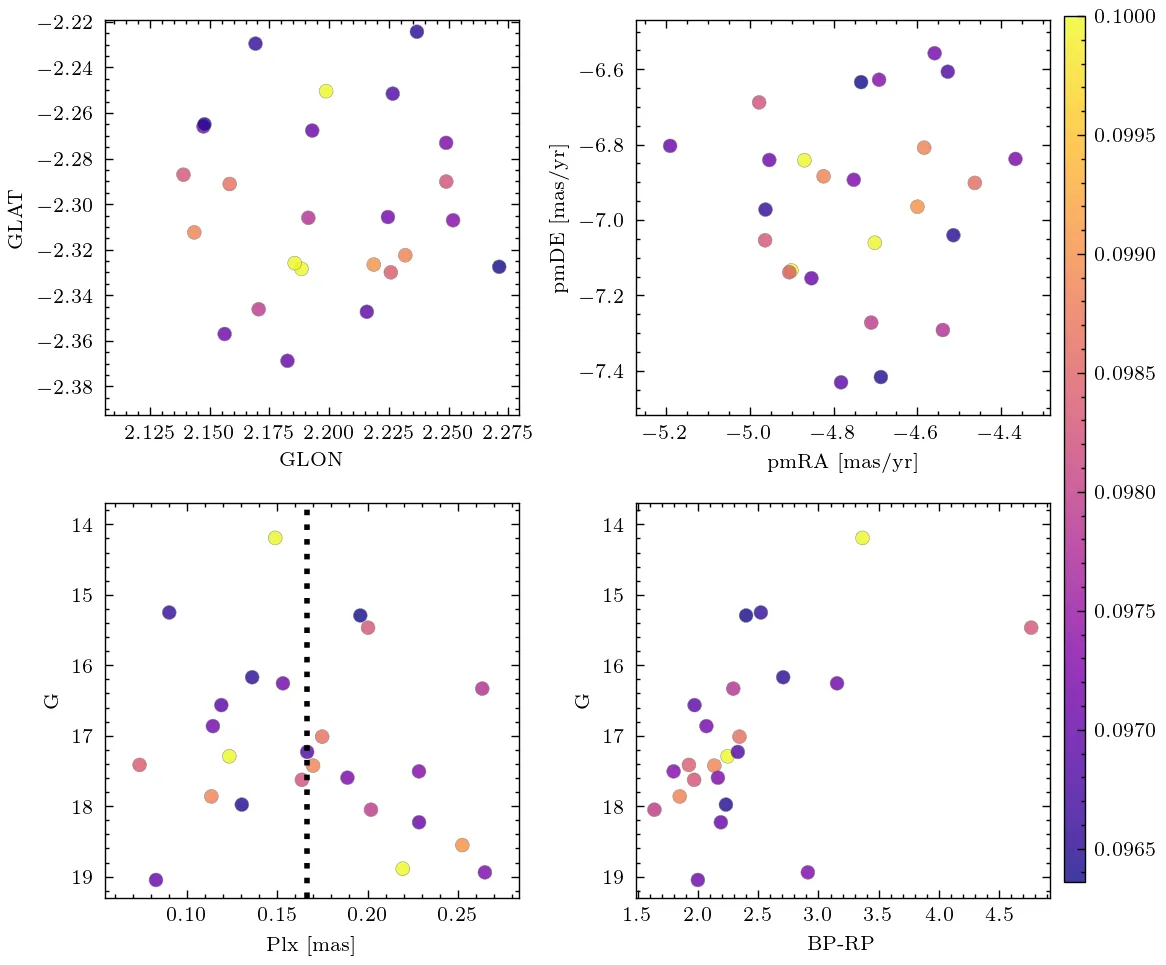 −2.22
−2.24
−2.26
−2.28
−2.30
−2.32
−2.34
−2.36
−2.38
GLAT
2.125 2.150 2.175 2.200 2.225 2.250 2.275
GLON
−6.6
−6.8
−7.0
−7.2
−7.4
pmDE [mas/yr]
−5.2 −5.0 −4.8 −4.6 −4.4
pmRA [mas/yr]
14
15
16
17
18
19
G
0.10 0.15 0.20 0.25
Plx [mas]
14
15
16
17
18
19
G
1.5 2.0 2.5 3.0 3.5 4.0 4.5
BP-RP
0.1000
0.0995
0.0990
0.0985
0.0980
0.0975
0.0970
0.0965